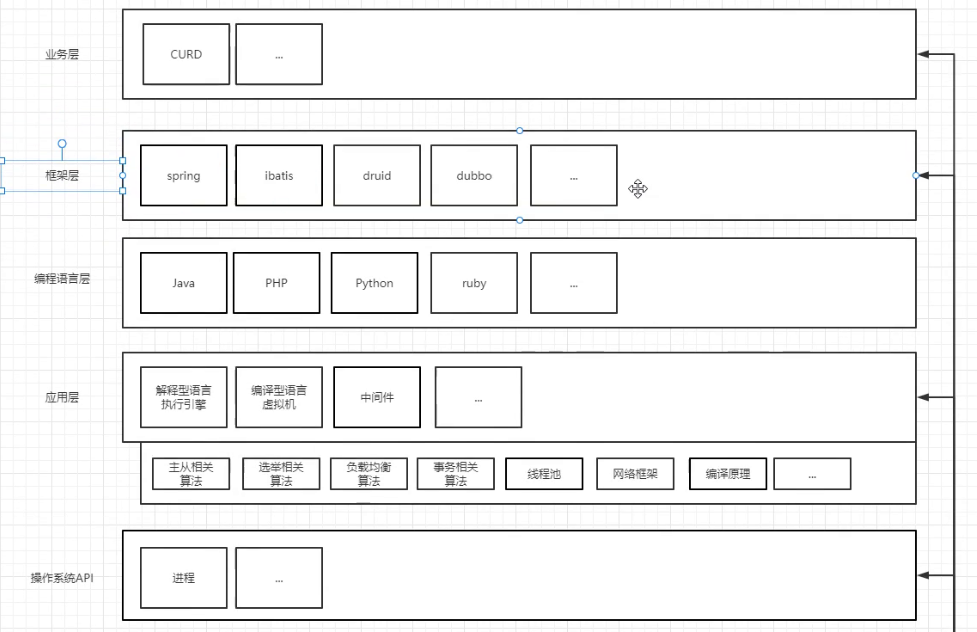 业务层
CURD
...
框架层
spring
ibatis
druid
dubbo
...
编程语言层
Java
PHP
Python
ruby
...
应用层
解释型语言
执行引擎
编译型语言
虚拟机
中间件
...
主从相关
算法
选举相关
算法
负载均衡
算法
事务相关
算法
线程池
网络框架
编译原理
...
操作系统API
进程
...